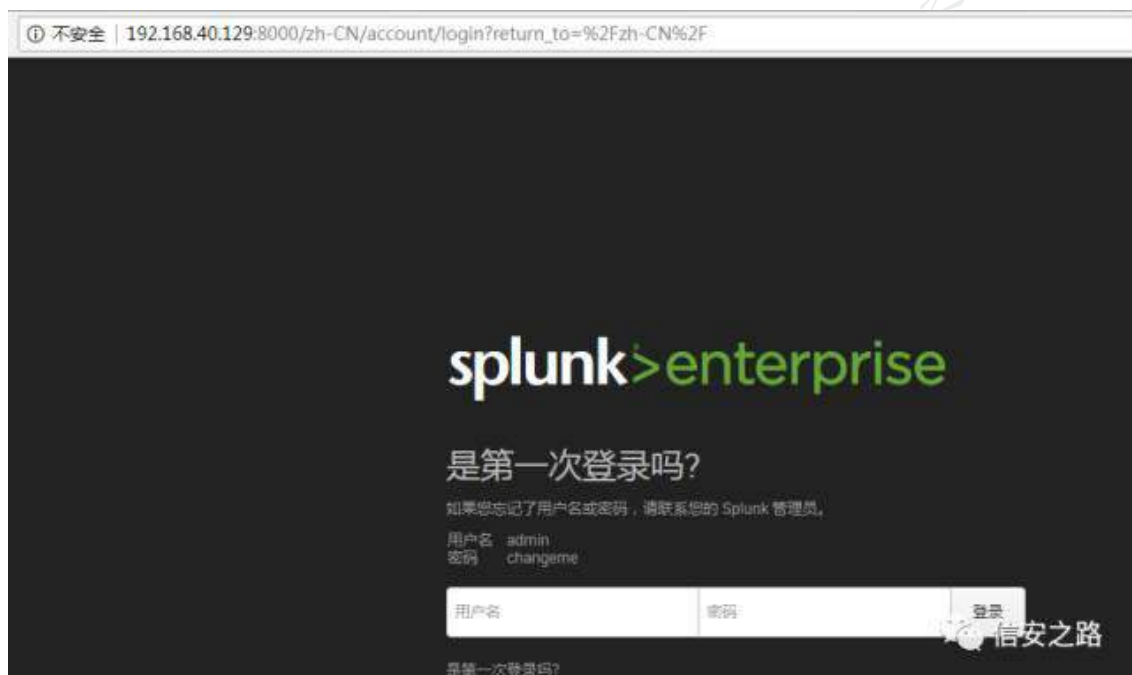 不安全 | 192.168.40.129:8000/zh-CN/account/login?return_to=%2Fzh-CN%2F
splunk>enterprise
是第一次登录吗?
如果您忘记了用户名或密码，请联系您的 Splunk 管理员。
用户名 admin
密码 changeme
用户名 密码 登录
信安之路
是第一次登录吗?